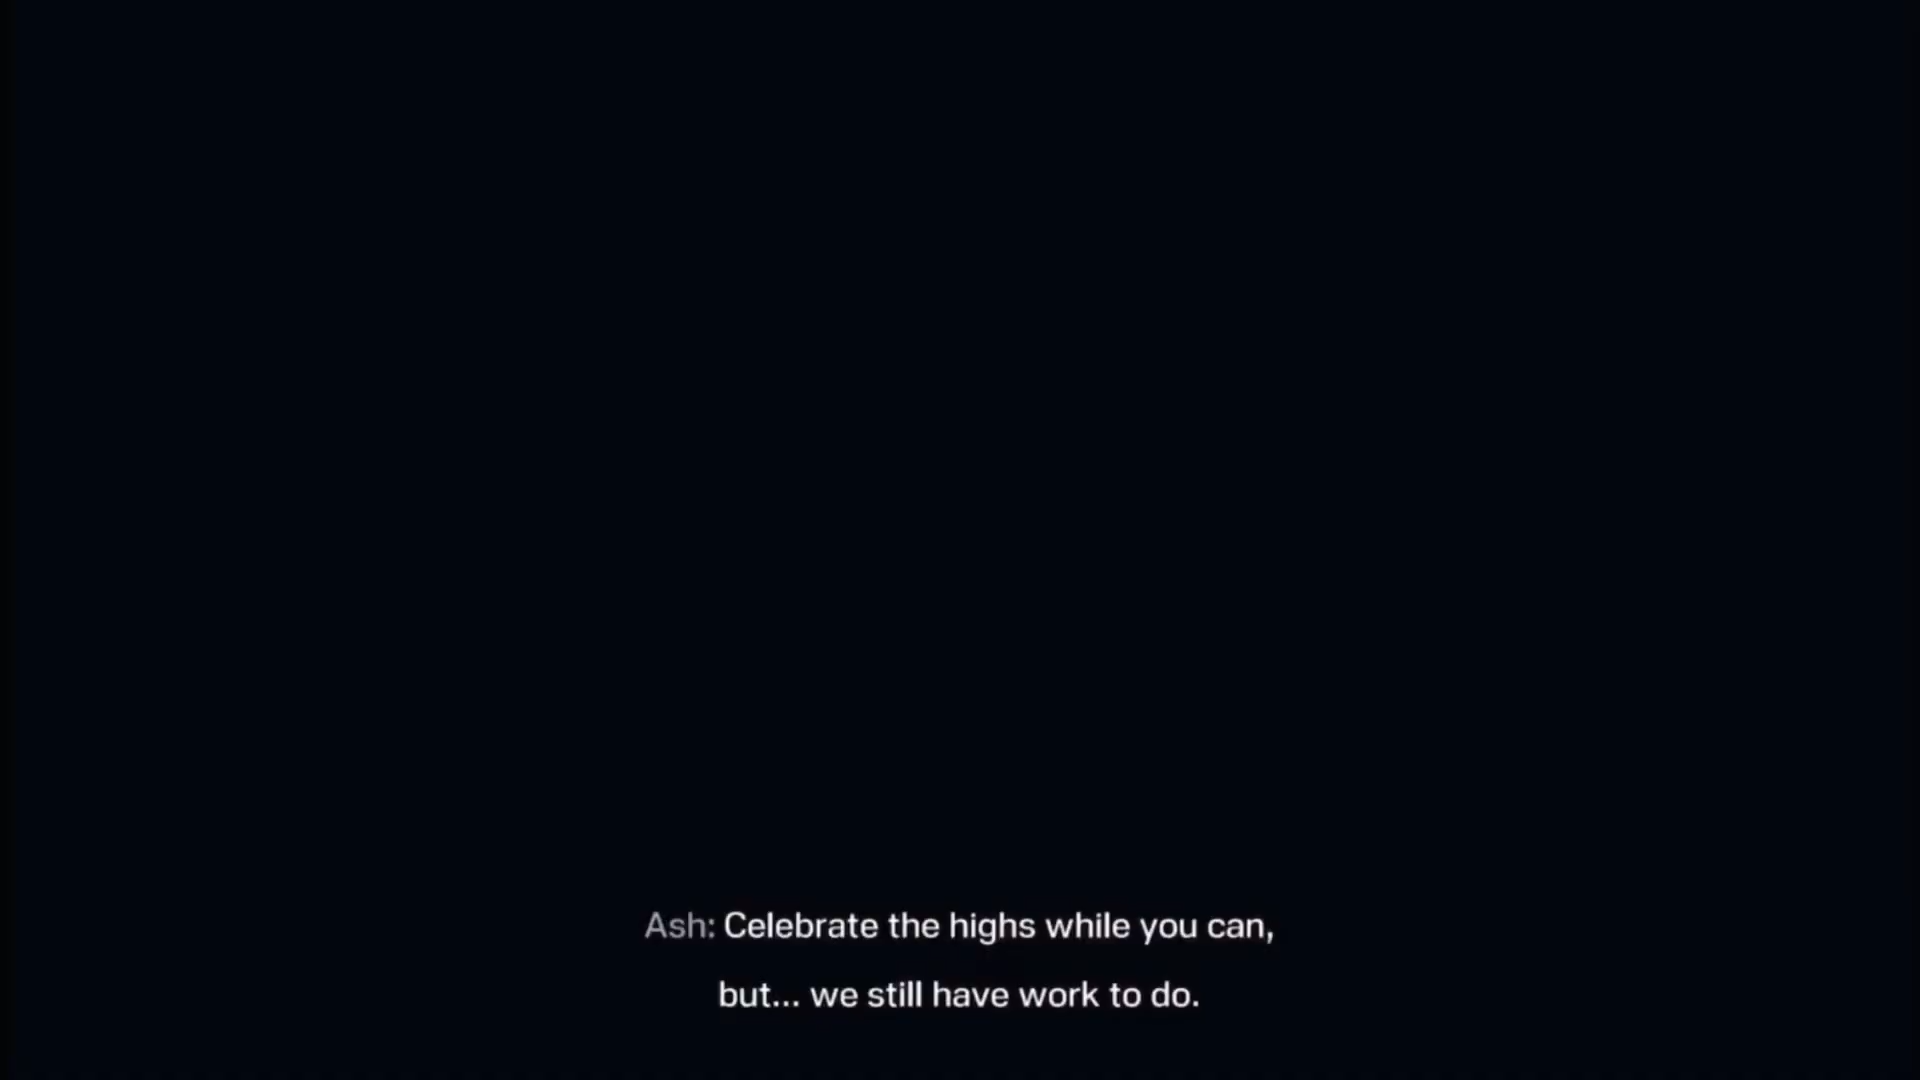 Ash: Celebrate the highs while you can,
but... we still have work to do.